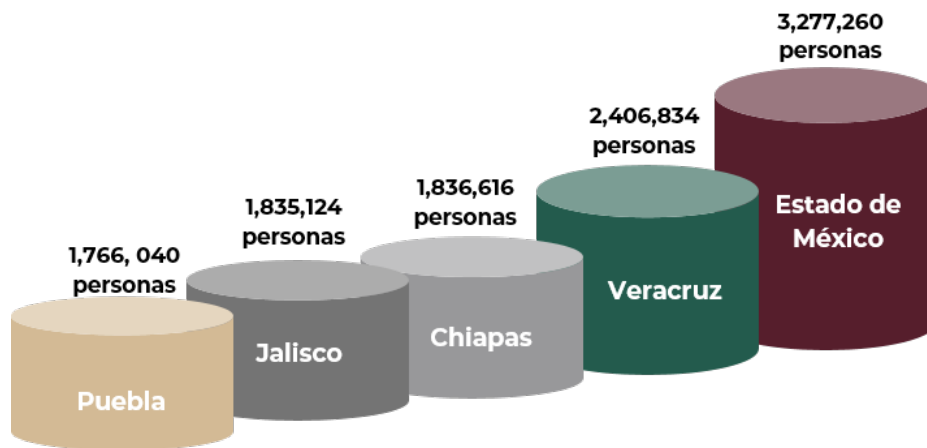 3,277,260
personas
2,406,834
personas
1,836,616
personas
1,835,124
personas
1,766, 040
personas
Estado de
México
Veracruz
Chiapas
Jalisco
Puebla